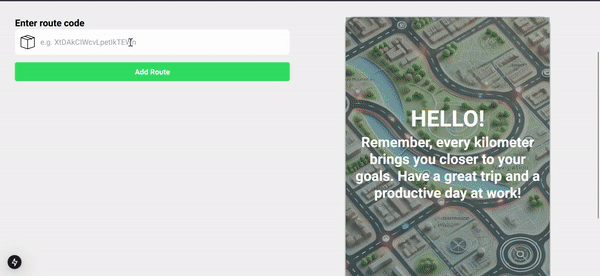 Enter route code
e.g. XtDAkCIWcvLpetIkTEV
Add Route
HELLO!
Remember, every kilometer
brings you closer to your
goals. Have a great trip and a
productive day at work!